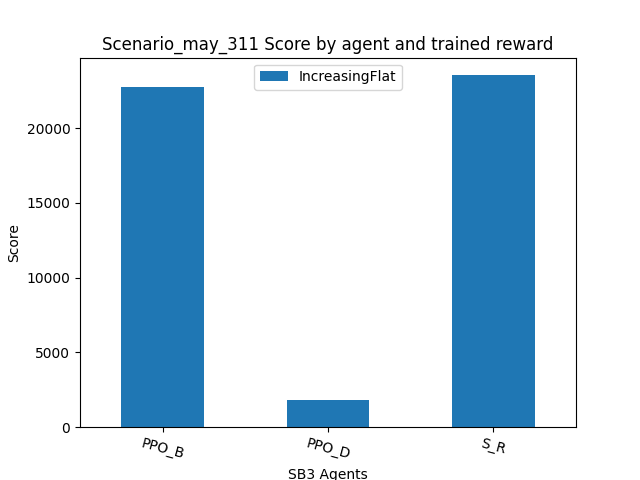 Scenario_may_311 Score by agent and trained reward
IncreasingFlat
Score
20000
15000
10000
5000
0
PPO_B
PPO_D
S_R
SB3 Agents